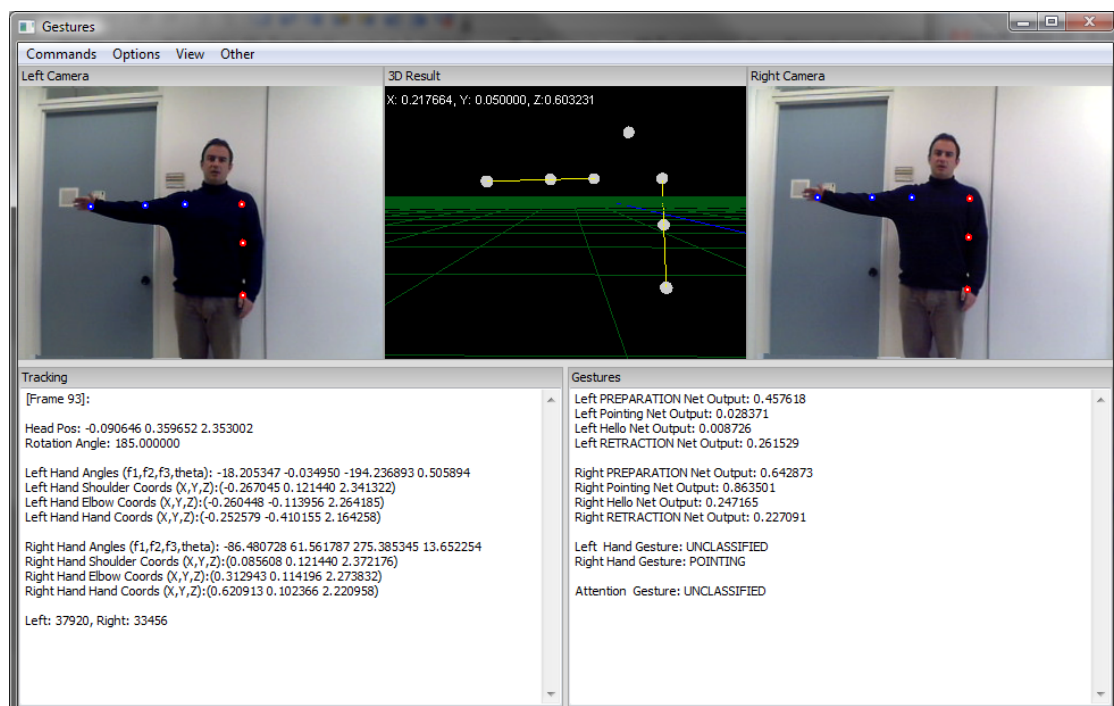 Gestures
Commands Options View Other
Left Camera
3D Result
Right Camera
X: 0.217664, Y: 0.050000, Z:0.603231
Tracking
[Frame 93]:
Head Pos: -0.090646 0.359652 2.353002
Rotation Angle: 185.000000
Left Hand Angles (f1,f2,f3,theta): -18.205347 -0.034950 -194.236893 0.505894
Left Hand Shoulder Coords (X,Y,Z):(-0.267045 0.121440 2.341322)
Left Hand Elbow Coords (X,Y,Z):(-0.260448 -0.113956 2.264185)
Left Hand Hand Coords (X,Y,Z):(-0.252579 -0.410155 2.164258)
Right Hand Angles (f1,f2,f3,theta): -86.480728 61.561787 275.385345 13.652254
Right Hand Shoulder Coords (X,Y,Z):(0.085608 0.121440 2.372176)
Right Hand Elbow Coords (X,Y,Z):(0.312943 0.114196 2.273832)
Right Hand Hand Coords (X,Y,Z):(0.620913 0.102366 2.220958)
Left: 37920, Right: 33456
Gestures
Left PREPARATION Net Output: 0.457618
Left Pointing Net Output: 0.028371
Left Hello Net Output: 0.008726
Left RETRACTION Net Output: 0.261529
Right PREPARATION Net Output: 0.642873
Right Pointing Net Output: 0.863501
Right Hello Net Output: 0.247165
Right RETRACTION Net Output: 0.227091
Left Hand Gesture: UNCLASSIFIED
Right Hand Gesture: POINTING
Attention Gesture: UNCLASSIFIED